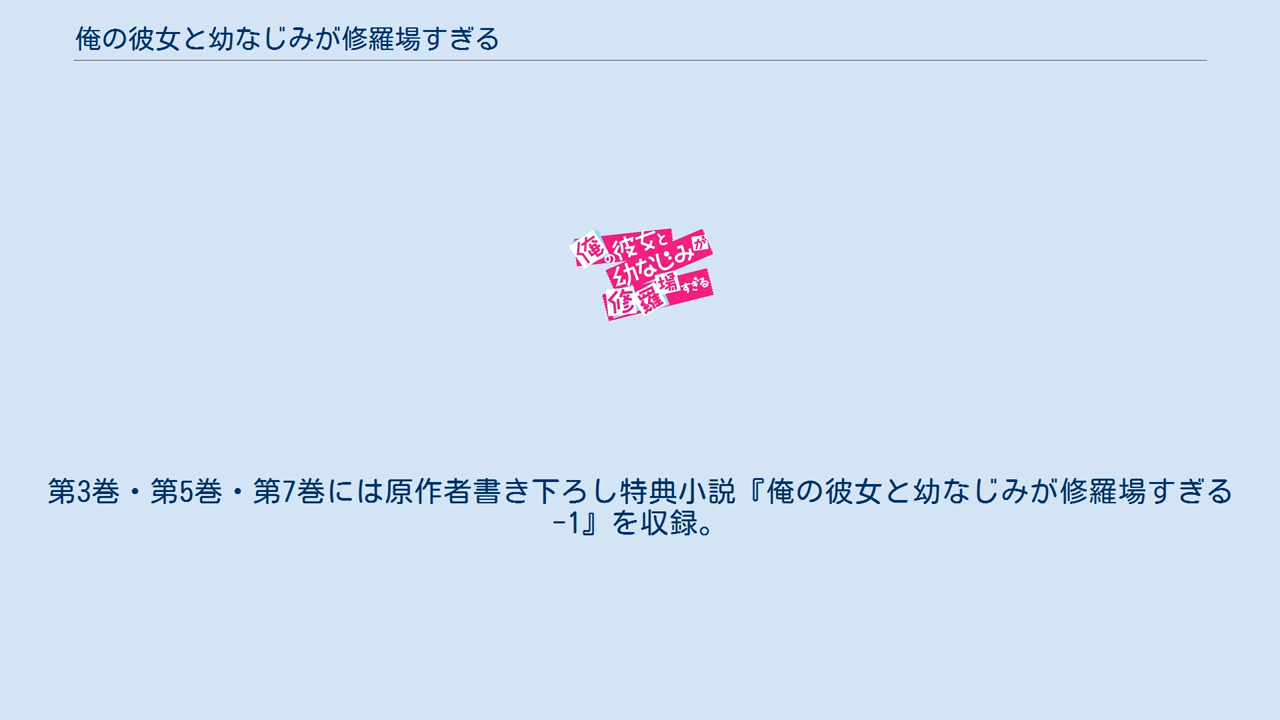 俺の彼女と幼なじみが修羅場すぎる
俺の彼女と
幼なじみが
修羅場すぎる
第3巻・第5巻・第7巻には原作者書き下ろし特典小説『俺の彼女と幼なじみが修羅場すぎる
-1』を収録。